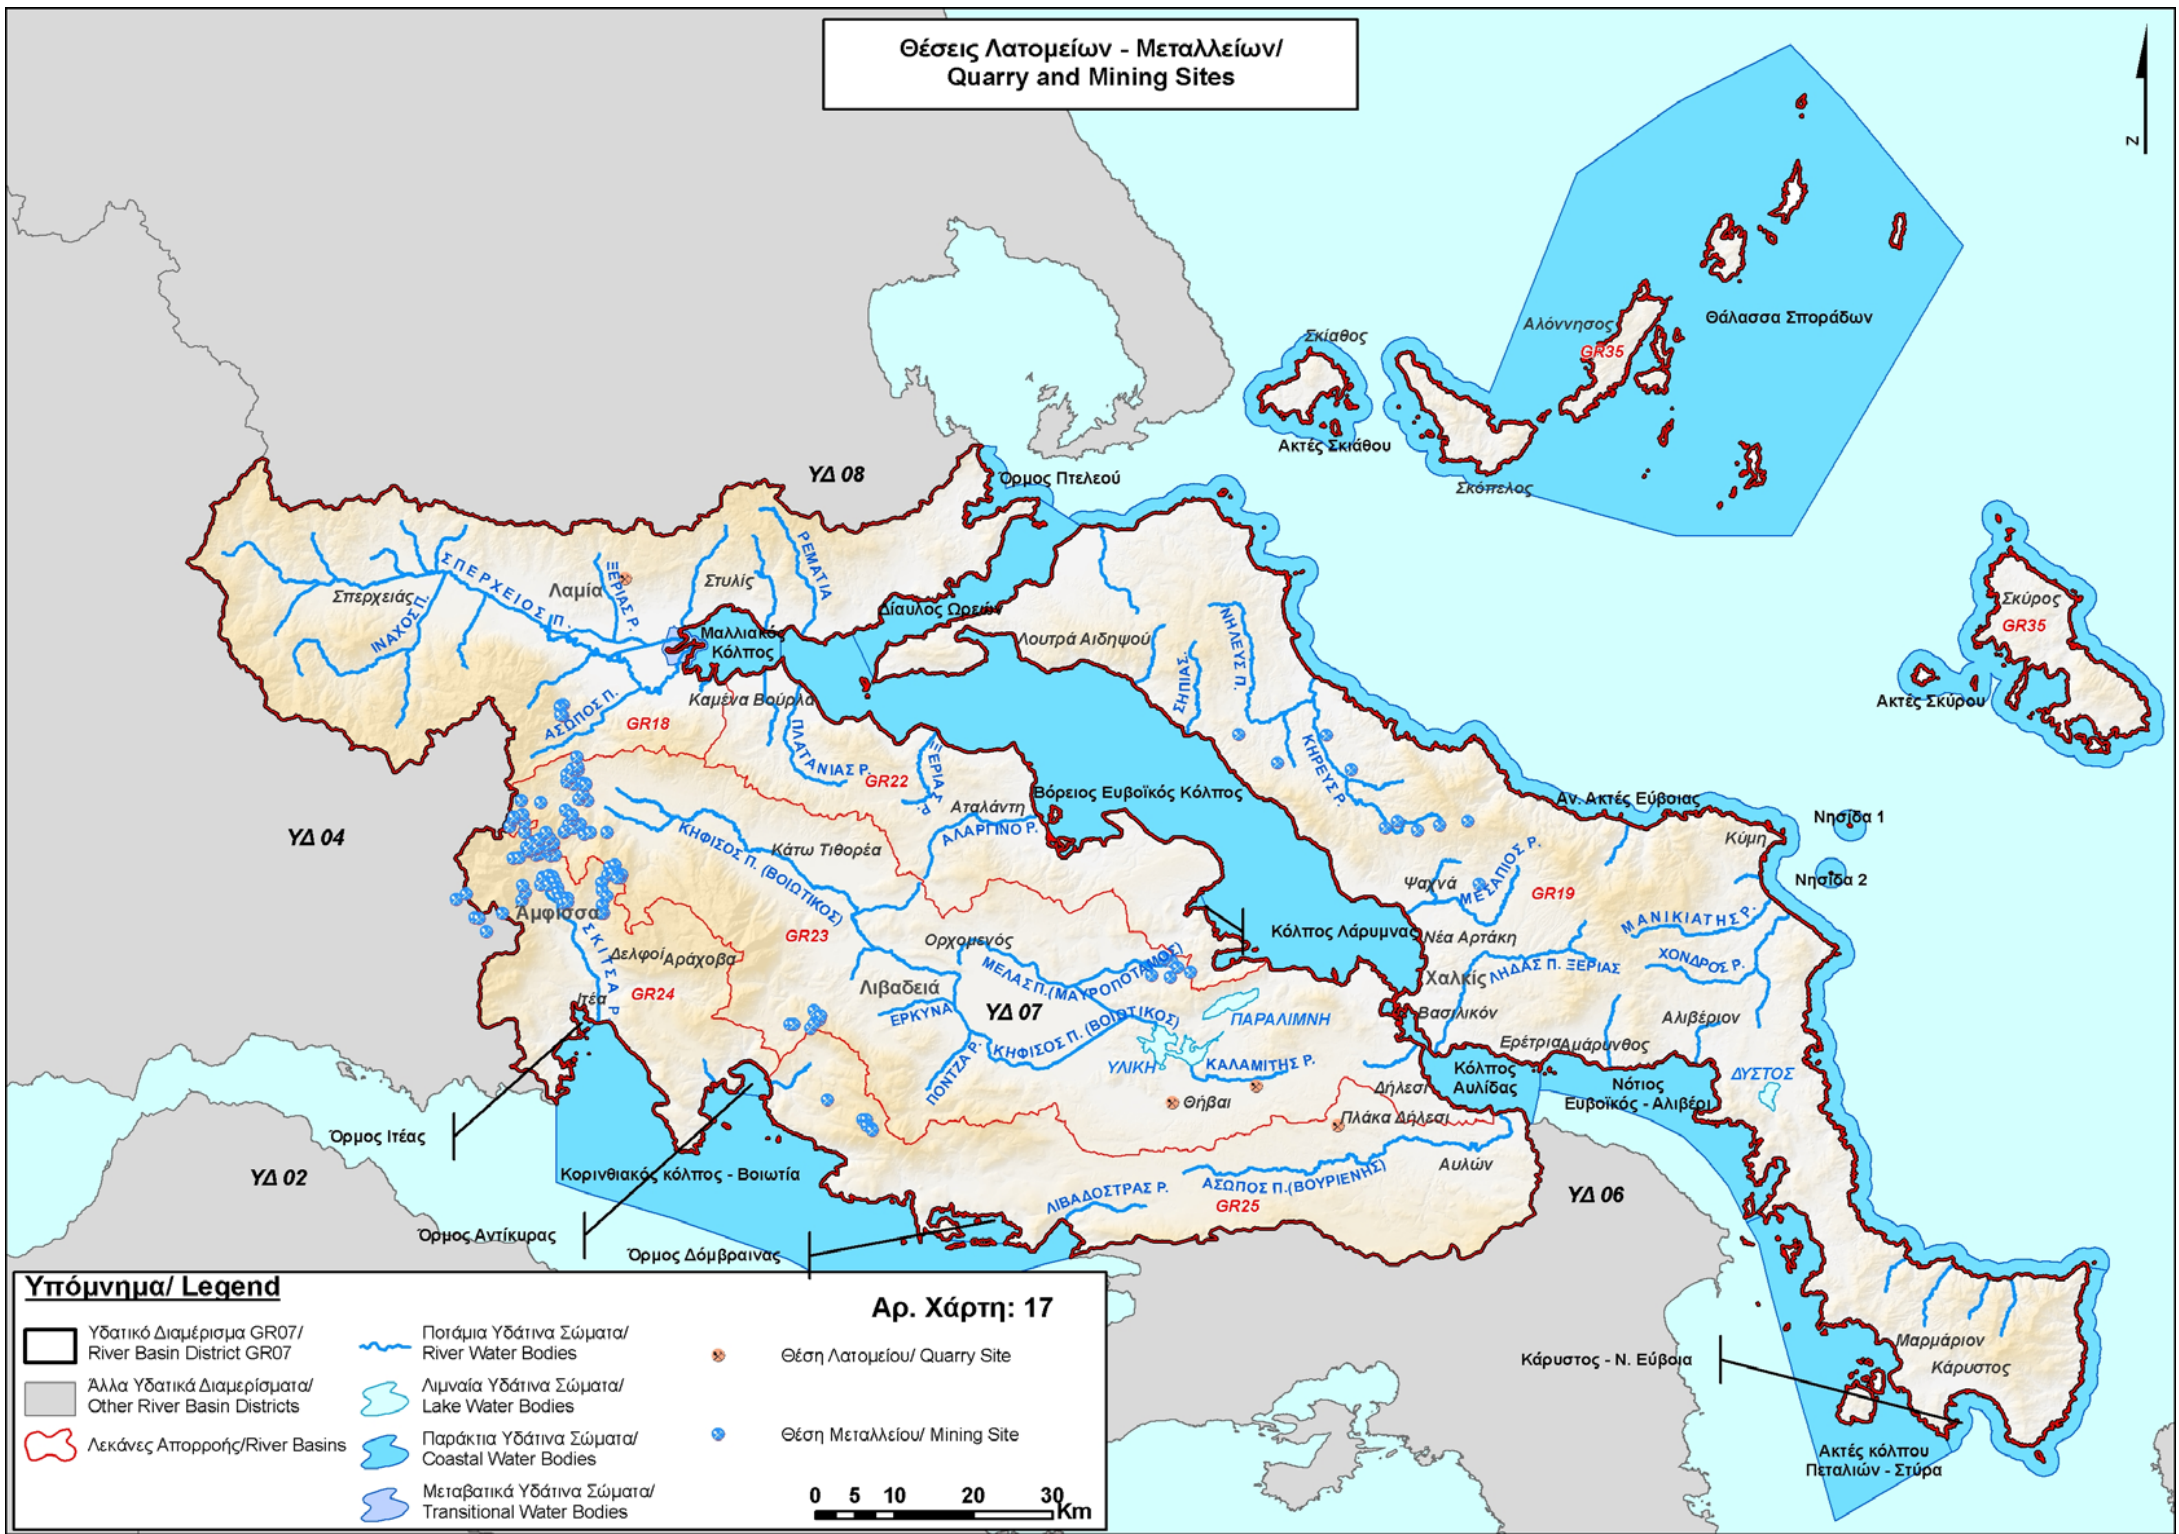 Θέσεις Λατομείων - Μεταλλείων/
Quarry and Mining Sites
Z
Θάλασσα Σποράδων
Αλόννησος
GR35
Σκίαθος
Ακτές Σκιάθου
Σκόπελος
ΥΔ 08
Όρμος Πτελεού
ΡΕΜΑΤΙΑ
ΣΠΕΡΧΕΙΟΣ Π.
Λαμία
ΞΕΡΙΑΣ Ρ.
Στυλίς
Σπερχειάς
ΙΝΑΧΟΣ Π.
Δίαυλος Ωρεών
Μαλλιακός
Κόλπος
Λουτρά Αιδηψού
ΝΗΛΕΥΣ Π.
ΣΗΠΙΑΣ.
Σκύρος
GR35
Ακτές Σκύρου
Καμένα Βούρλα
ΑΣΩΠΟΣ Π.
GR18
ΠΛΑΤΑΝΙΑΣ Ρ.
GR22
ΞΕΡΙΑΣ Ρ.
ΚΗΡΕΥΣ Ρ.
Βόρειος Ευβοϊκός Κόλπος
Αν. Ακτές Εύβοιας
Αταλάντη
ΑΛΑΡΓΙΝΟ Ρ.
Νησίδα 1
Κύμη
ΥΔ 04
ΚΗΦΙΣΟΣ Π. (ΒΟΙΩΤΙΚΟΣ)
Κάτω Τιθορέα
Νησίδα 2
Ψαχνά
ΜΕΣΑΠΙΟΣ Ρ.
GR19
Άμφισσα
ΜΑΝΙΚΙΑΤΗΣ Ρ.
ΣΚΙΤΣΑ Ρ
GR23
Ορχομενός
Κόλπος Λάρυμνας
Νέα Αρτάκη
Δελφοί
Αράχοβα
ΜΕΛΑΣ Π.(ΜΑΥΡΟΠΟΤΑΜΟΣ)
Χαλκίς
ΛΗΔΑΣ Π. ΞΕΡΙΑΣ
ΧΟΝΔΡΟΣ Ρ.
GR24
Ιτέα
Λιβαδειά
ΕΡΚΥΝΑ
ΥΔ 07
ΠΑΡΑΛΙΜΝΗ
Βασιλικόν
Αλιβέριον
ΚΗΦΙΣΟΣ Π. (ΒΟΙΩΤΙΚΟΣ)
Ερέτρια
Αμάρυνθος
ΠΟΝΤΖΑ Ρ.
ΥΛΙΚΗ
ΚΑΛΑΜΙΤΗΣ Ρ.
Κόλπος
Αυλίδας
ΔΥΣΤΟΣ
Νότιος
Ευβοϊκός - Αλιβέρι
Δήλεσι
Θήβαι
Πλάκα Δήλεσι
Όρμος Ιτέας
ΥΔ 02
Κορινθιακός κόλπος - Βοιωτία
Αυλών
ΑΣΩΠΟΣ Π.(ΒΟΥΡΙΕΝΗΣ)
ΛΙΒΑΔΟΣΤΡΑΣ Ρ.
GR25
ΥΔ 06
Όρμος Αντίκυρας
Όρμος Δόμβραινας
Μαρμάριον
Κάρυστος
Κάρυστος - Ν. Εύβοια
Ακτές κόλπου
Πεταλιών - Στύρα
Υπόμνημα/ Legend
Αρ. Χάρτη: 17
Υδατικό Διαμέρισμα GR07/
River Basin District GR07
Άλλα Υδατικά Διαμερίσματα/
Other River Basin Districts
Λεκάνες Απορροής/River Basins
Ποτάμια Υδάτινα Σώματα/
River Water Bodies
Λιμναία Υδάτινα Σώματα/
Lake Water Bodies
Παράκτια Υδάτινα Σώματα/
Coastal Water Bodies
Μεταβατικά Υδάτινα Σώματα/
Transitional Water Bodies
Θέση Λατομείου/ Quarry Site
Θέση Μεταλλείου/ Mining Site
0 5 10 20 30
Km